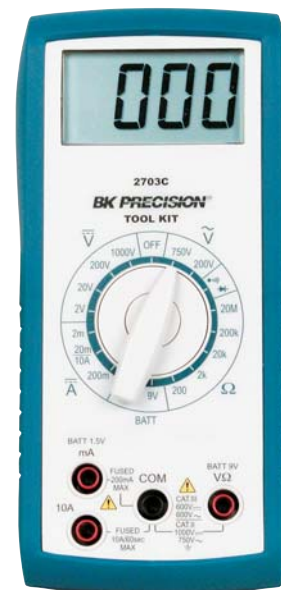 000
2703C
BK PRECISION®
TOOL KIT
V
OFF
V
1000V
750V
200V
200V
20V
2V
20M
200k
2m
20k
20m
10A
2k
200m
200
9V
A
Ω
BATT
BATT 1.5V
mA
FUSED
200mA
MAX
COM
BATT 9V
VΩ
10A
CAT.III
600V
600V
CAT.II
1000V
750V
FUSED
10A/60sec
MAX